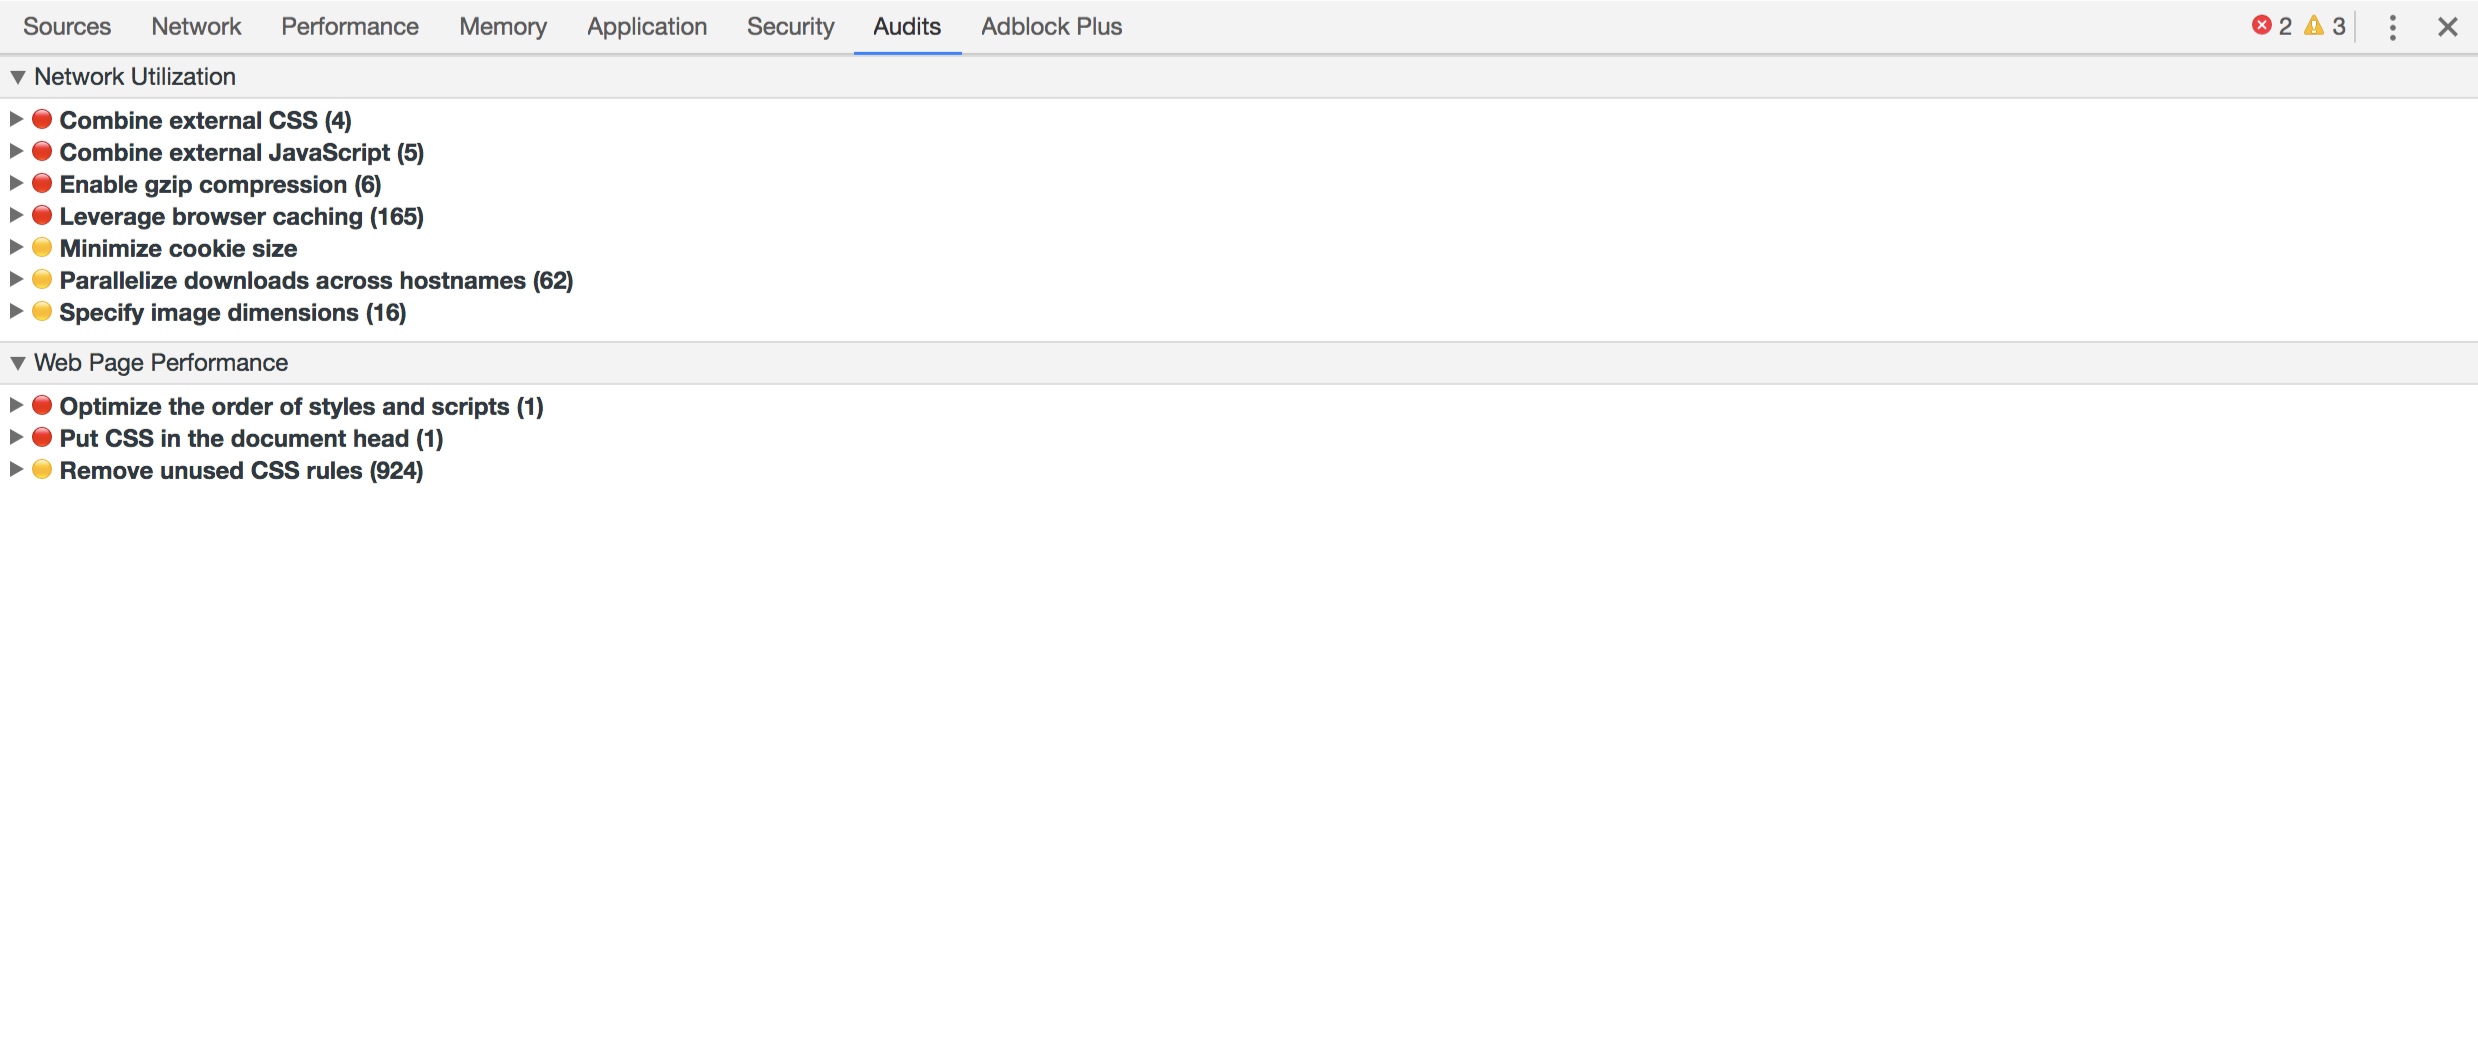 Sources Network Performance Memory Application Security Audits Adblock Plus 2 3
Network Utilization
Combine external CSS (4)
Combine external JavaScript (5)
Enable gzip compression (6)
Leverage browser caching (165)
Minimize cookie size
Parallelize downloads across hostnames (62)
Specify image dimensions (16)
Web Page Performance
Optimize the order of styles and scripts (1)
Put CSS in the document head (1)
Remove unused CSS rules (924)